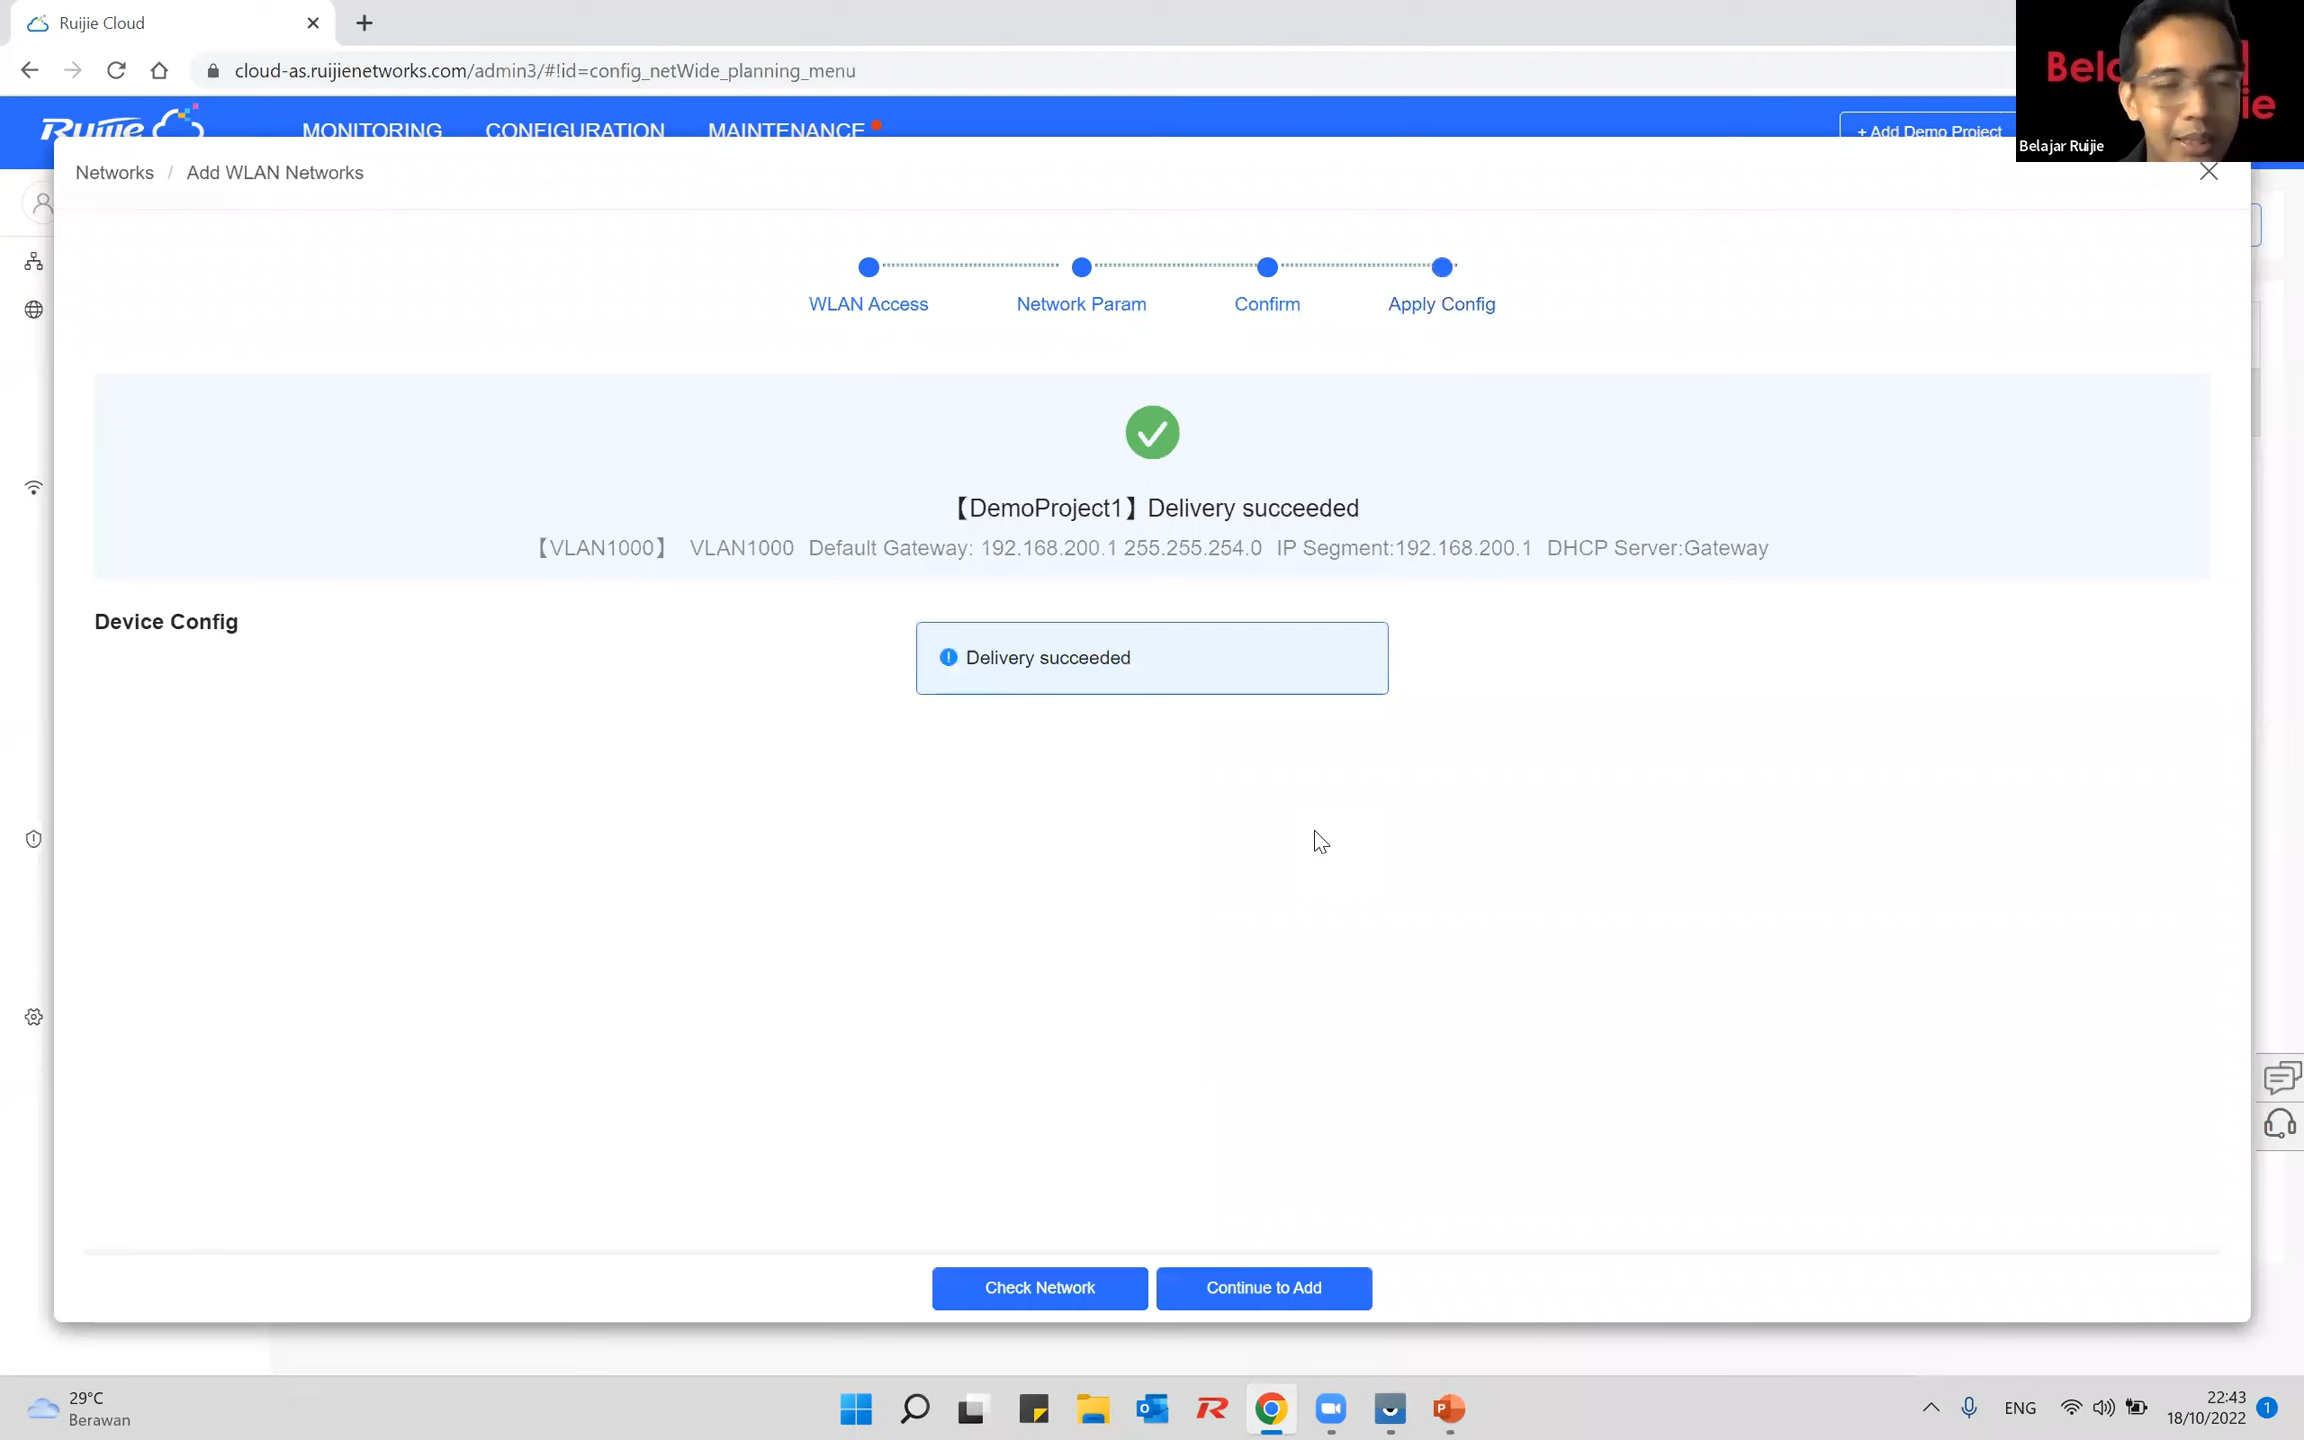 Ruijie Cloud
cloud-as.ruijienetworks.com/admin3/#!id=config_netWide_planning_menu
Ruijie MONITORING CONFIGURATION MAINTENANCE + Add Demo Project
Belajar Ruijie
Networks / Add WLAN Networks
WLAN Access Network Param Confirm Apply Config
【DemoProject1】Delivery succeeded
【VLAN1000】 VLAN1000 Default Gateway: 192.168.200.1 255.255.254.0 IP Segment:192.168.200.1 DHCP Server:Gateway
Device Config
Delivery succeeded
Check Network Continue to Add
29°C
Berawan
ENG
22:43
18/10/2022
1